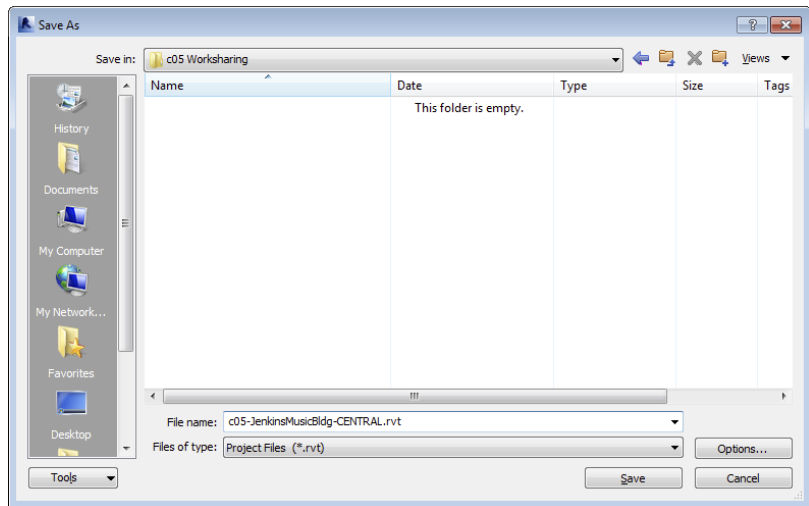 Save As
Save in: c05 Worksharing Views
Name Date Type Size Tags
This folder is empty.
History
Documents
My Computer
My Network...
Favorites
Desktop
File name: c05-JenkinsMusicBldg-CENTRAL.rvt
Files of type: Project Files (*.rvt) Options...
Tools Save Cancel